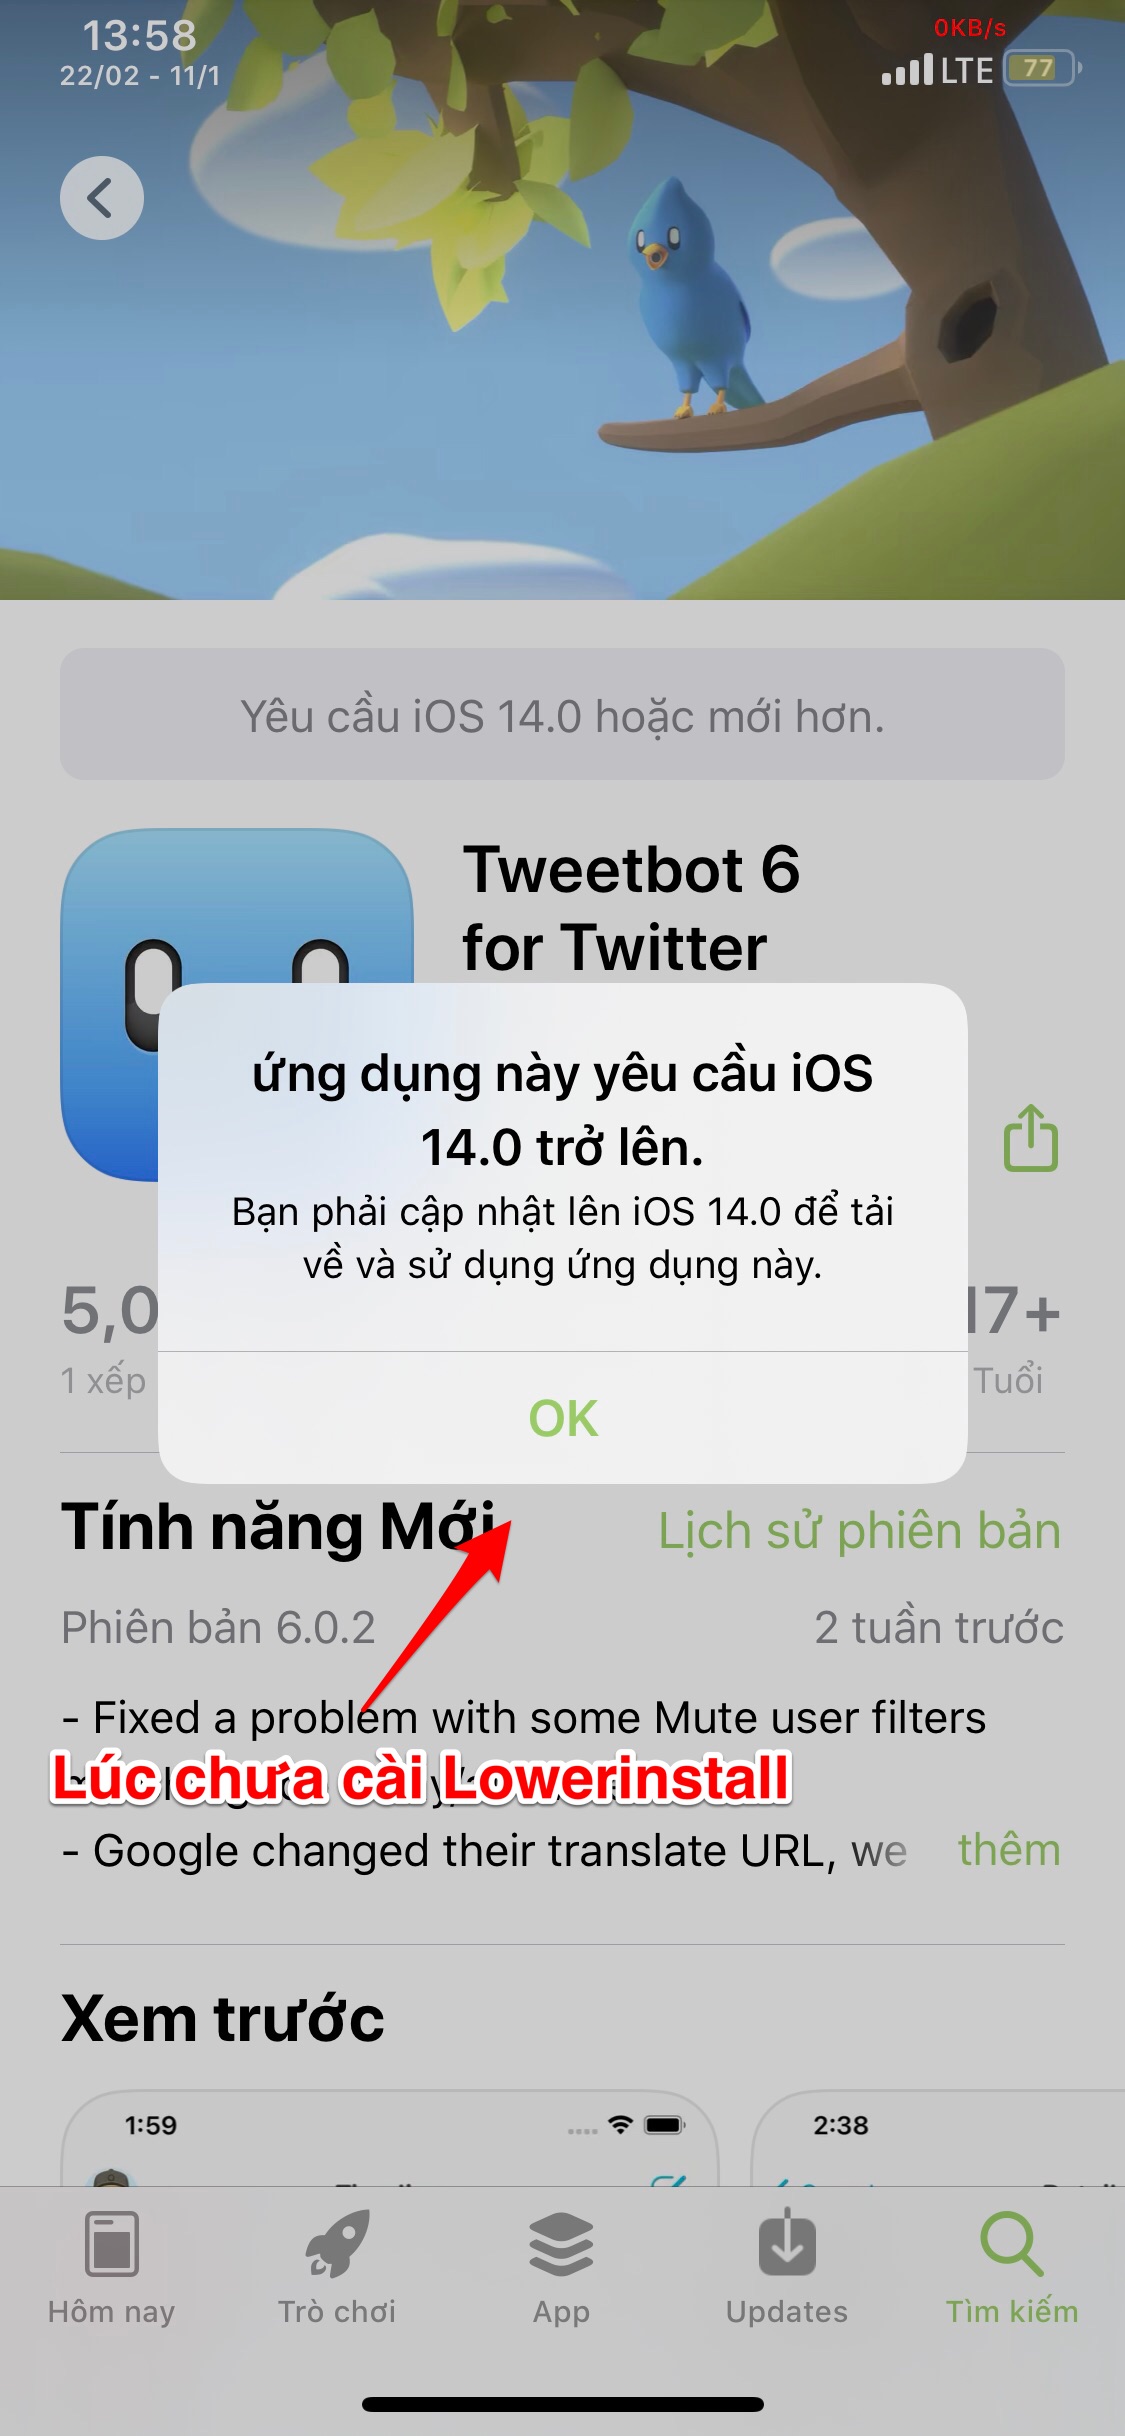 13:58
0KB/s
22/02 - 11/1
LTE 77
Yêu cầu iOS 14.0 hoặc mới hơn.
Tweetbot 6
for Twitter
ứng dụng này yêu cầu iOS
14.0 trở lên.
Bạn phải cập nhật lên iOS 14.0 để tải
về và sử dụng ứng dụng này.
OK
5,0
17+
1 xếp
Tuổi
Tính năng Mới
Lịch sử phiên bản
Phiên bản 6.0.2
2 tuần trước
- Fixed a problem with some Mute user filters
Lúc chưa cài Lowerinstall
- Google changed their translate URL, we thêm
Xem trước
1:59
2:38
Hôm nay
Trò chơi
App
Updates
Tìm kiếm